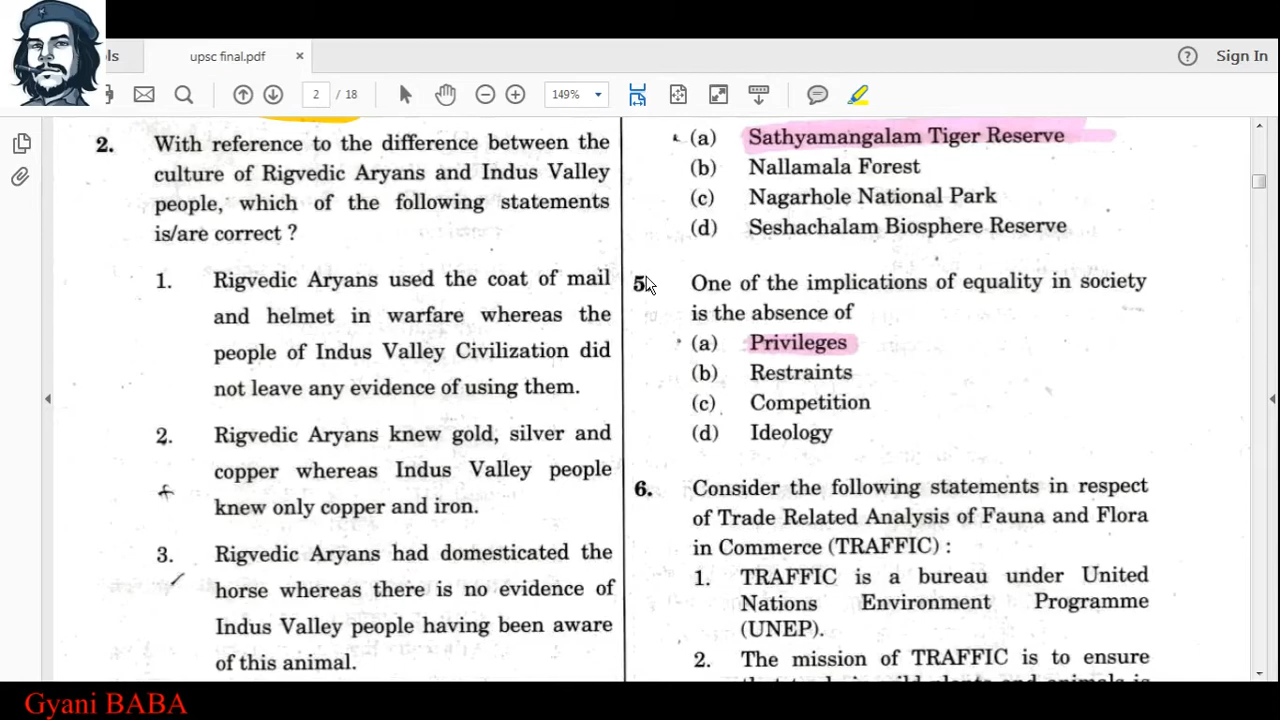 ls
upsc final.pdf
×
?
Sign In
2 / 18
149%
2. With reference to the difference between the
culture of Rigvedic Aryans and Indus Valley
people, which of the following statements
is/are correct ?
1. Rigvedic Aryans used the coat of mail
and helmet in warfare whereas the
people of Indus Valley Civilization did
not leave any evidence of using them.
2. Rigvedic Aryans knew gold, silver and
copper whereas Indus Valley people
knew only copper and iron.
3. Rigvedic Aryans had domesticated the
horse whereas there is no evidence of
Indus Valley people having been aware
of this animal.
(a) Sathyamangalam Tiger Reserve
(b) Nallamala Forest
(c) Nagarhole National Park
(d) Seshachalam Biosphere Reserve
5. One of the implications of equality in society
is the absence of
(a) Privileges
(b) Restraints
(c) Competition
(d) Ideology
6. Consider the following statements in respect
of Trade Related Analysis of Fauna and Flora
in Commerce (TRAFFIC) :
1. TRAFFIC is a bureau under United
Nations Environment Programme
(UNEP).
2. The mission of TRAFFIC is to ensure
Gyani BABA